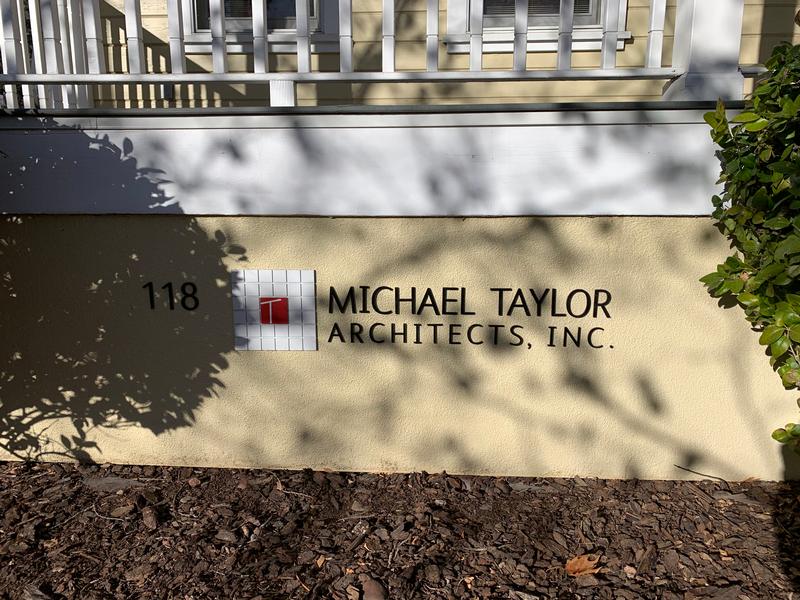 118
T
MICHAEL TAYLOR
ARCHITECTS, INC.